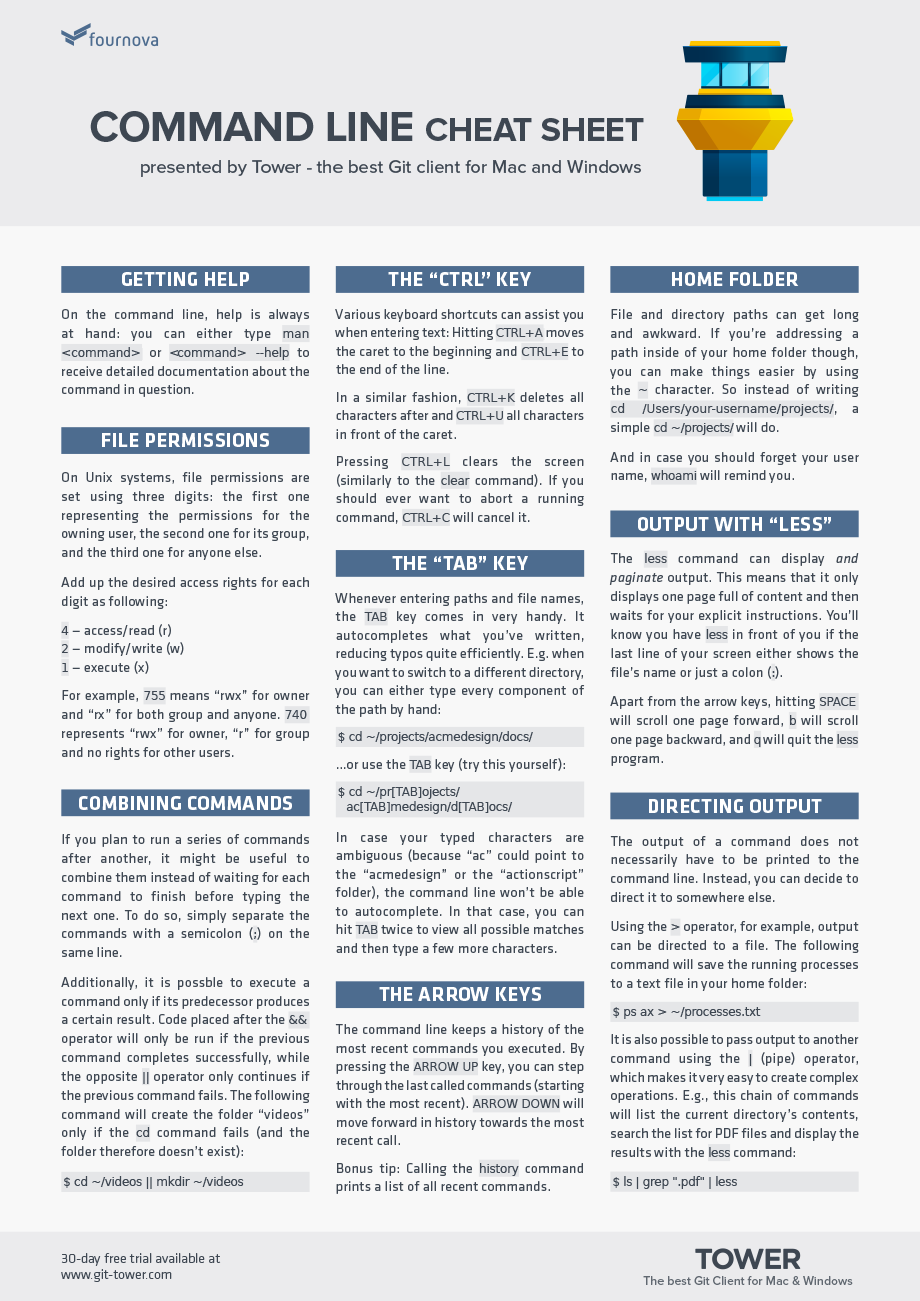 fournova
COMMAND LINE CHEAT SHEET
presented by Tower - the best Git client for Mac and Windows
GETTING HELP
On the command line, help is always
at hand: you can either type man
<command> or <command> --help to
receive detailed documentation about the
command in question.
FILE PERMISSIONS
On Unix systems, file permissions are
set using three digits: the first one
representing the permissions for the
owning user, the second one for its group,
and the third one for anyone else.
Add up the desired access rights for each
digit as following:
4 – access/read (r)
2 – modify/write (w)
1 – execute (x)
For example, 755 means “rwx” for owner
and “rx” for both group and anyone. 740
represents “rwx” for owner, “r” for group
and no rights for other users.
COMBINING COMMANDS
If you plan to run a series of commands
after another, it might be useful to
combine them instead of waiting for each
command to finish before typing the
next one. To do so, simply separate the
commands with a semicolon (;) on the
same line.
Additionally, it is possble to execute a
command only if its predecessor produces
a certain result. Code placed after the &&
operator will only be run if the previous
command completes successfully, while
the opposite || operator only continues if
the previous command fails. The following
command will create the folder “videos”
only if the cd command fails (and the
folder therefore doesn’t exist):
$ cd ~/videos || mkdir ~/videos
THE “CTRL” KEY
Various keyboard shortcuts can assist you
when entering text: Hitting CTRL+A moves
the caret to the beginning and CTRL+E to
the end of the line.
In a similar fashion, CTRL+K deletes all
characters after and CTRL+U all characters
in front of the caret.
Pressing CTRL+L clears the screen
(similarly to the clear command). If you
should ever want to abort a running
command, CTRL+C will cancel it.
THE “TAB” KEY
Whenever entering paths and file names,
the TAB key comes in very handy. It
autocompletes what you’ve written,
reducing typos quite efficiently. E.g. when
you want to switch to a different directory,
you can either type every component of
the path by hand:
$ cd ~/projects/acmedesign/docs/
...or use the TAB key (try this yourself):
$ cd ~/pr[TAB]ojects/
ac[TAB]medesign/d[TAB]ocs/
In case your typed characters are
ambiguous (because “ac” could point to
the “acmedesign” or the “actionscript”
folder), the command line won’t be able
to autocomplete. In that case, you can
hit TAB twice to view all possible matches
and then type a few more characters.
THE ARROW KEYS
The command line keeps a history of the
most recent commands you executed. By
pressing the ARROW UP key, you can step
through the last called commands (starting
with the most recent). ARROW DOWN will
move forward in history towards the most
recent call.
Bonus tip: Calling the history command
prints a list of all recent commands.
HOME FOLDER
File and directory paths can get long
and awkward. If you’re addressing a
path inside of your home folder though,
you can make things easier by using
the ~ character. So instead of writing
cd /Users/your-username/projects/, a
simple cd ~/projects/ will do.
And in case you should forget your user
name, whoami will remind you.
OUTPUT WITH “LESS”
The less command can display and
paginate output. This means that it only
displays one page full of content and then
waits for your explicit instructions. You’ll
know you have less in front of you if the
last line of your screen either shows the
file’s name or just a colon (:).
Apart from the arrow keys, hitting SPACE
will scroll one page forward, b will scroll
one page backward, and q will quit the less
program.
DIRECTING OUTPUT
The output of a command does not
necessarily have to be printed to the
command line. Instead, you can decide to
direct it to somewhere else.
Using the > operator, for example, output
can be directed to a file. The following
command will save the running processes
to a text file in your home folder:
$ ps ax > ~/processes.txt
It is also possible to pass output to another
command using the | (pipe) operator,
which makes it very easy to create complex
operations. E.g., this chain of commands
will list the current directory’s contents,
search the list for PDF files and display the
results with the less command:
$ ls | grep ".pdf" | less
30-day free trial available at
www.git-tower.com
TOWER
The best Git Client for Mac & Windows